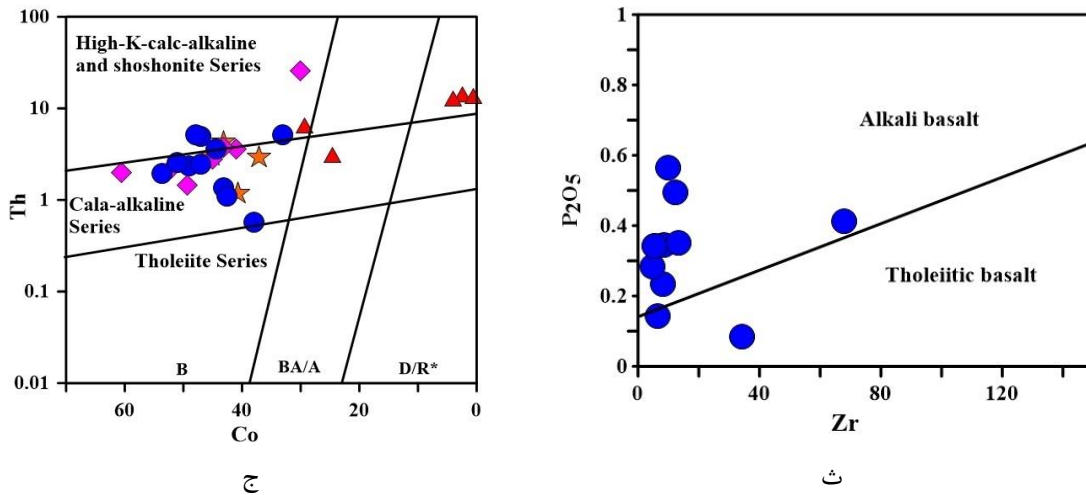 100
10
1
0.1
0.01
Th
High-K-calc-alkaline
and shoshonite Series
Cala-alkaline
Series
Tholeiite Series
B
BA/A
D/R*
60
40
20
0
Co
ج
1
0.8
0.6
0.4
0.2
0
P₂O₅
Alkali basalt
Tholeiitic basalt
0
40
80
120
Zr
ث